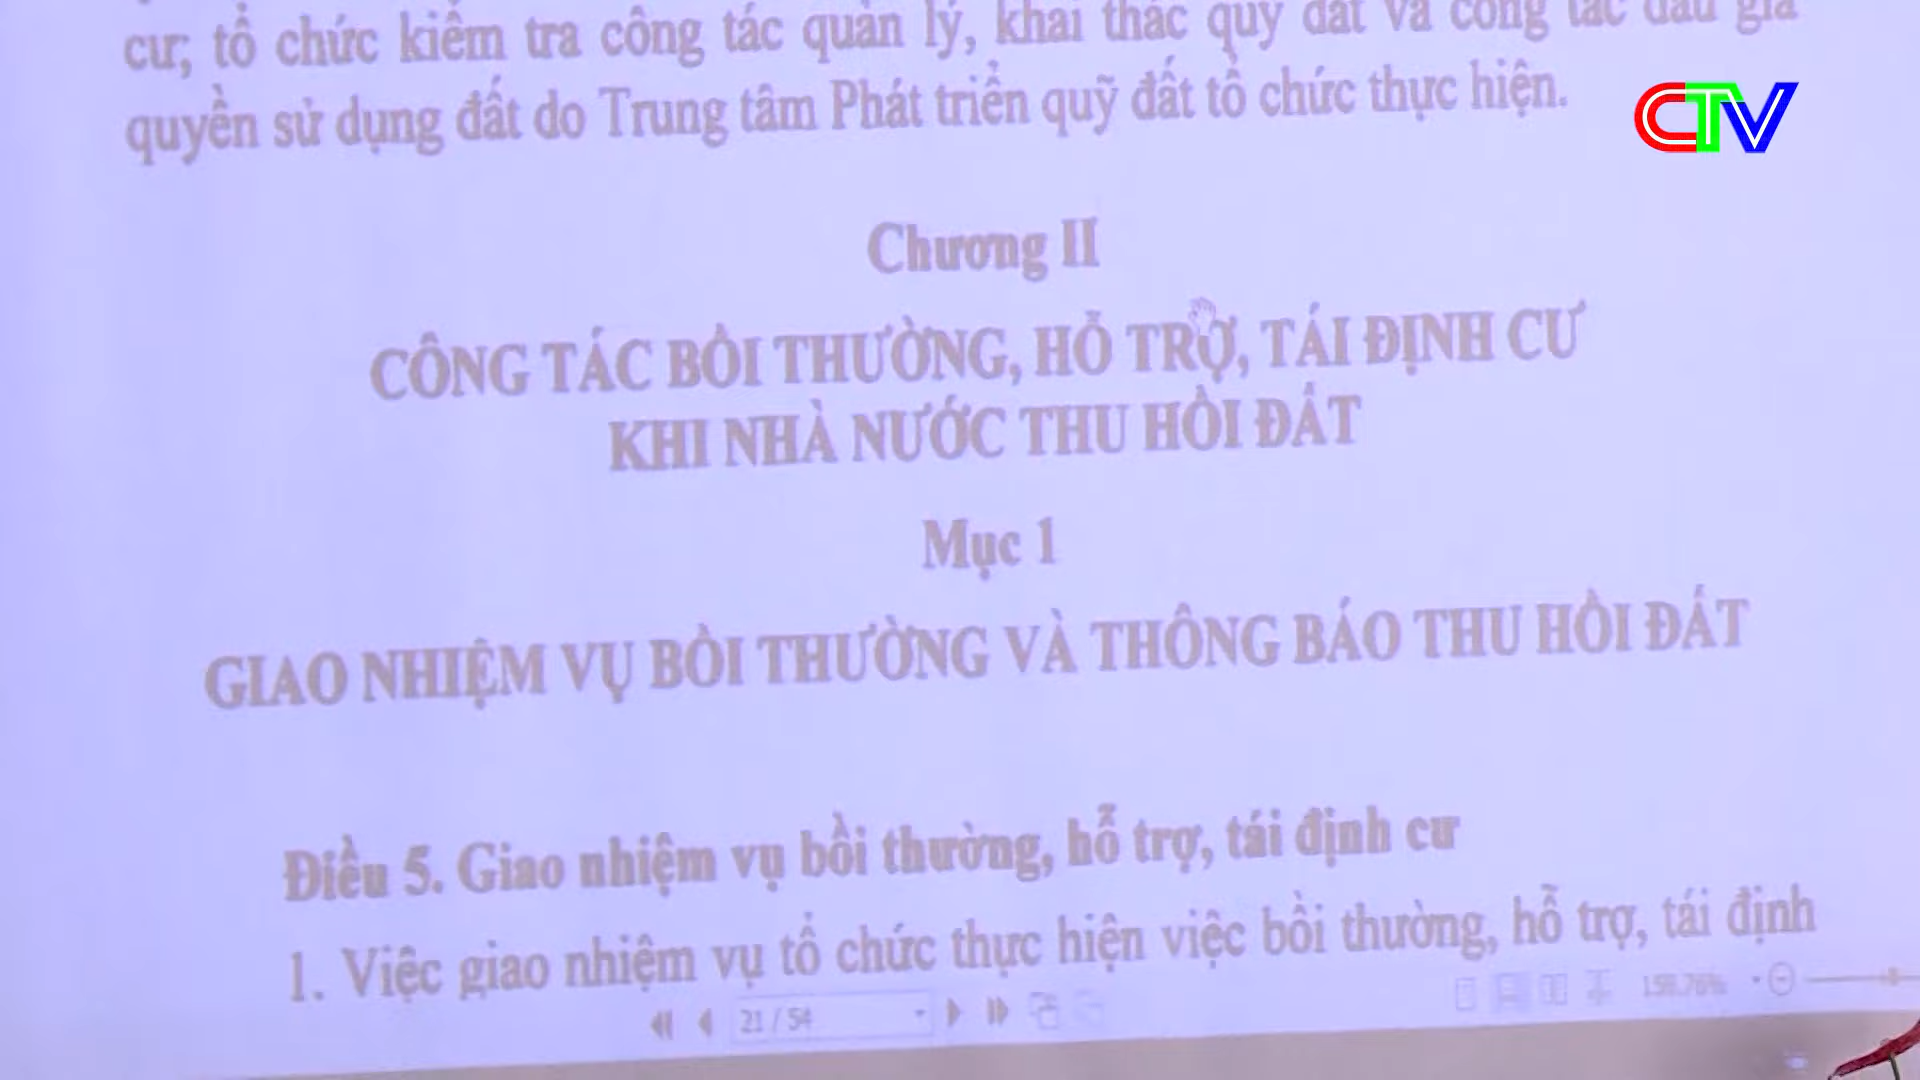 cư, tổ chức kiểm tra công tác quản lý, khai thác quỹ đất và công tác đấu giá
quyền sử dụng đất do Trung tâm Phát triển quỹ đất tổ chức thực hiện.
CTV
Chương II
CÔNG TÁC BỒI THƯỜNG, HỖ TRỢ, TÁI ĐỊNH CƯ
KHI NHÀ NƯỚC THU HỒI ĐẤT
Mục 1
GIAO NHIỆM VỤ BỒI THƯỜNG VÀ THÔNG BÁO THU HỒI ĐẤT
Điều 5. Giao nhiệm vụ bồi thường, hỗ trợ, tái định cư
1. Việc giao nhiệm vụ tổ chức thực hiện việc bồi thường, hỗ trợ, tái định
21 / 54